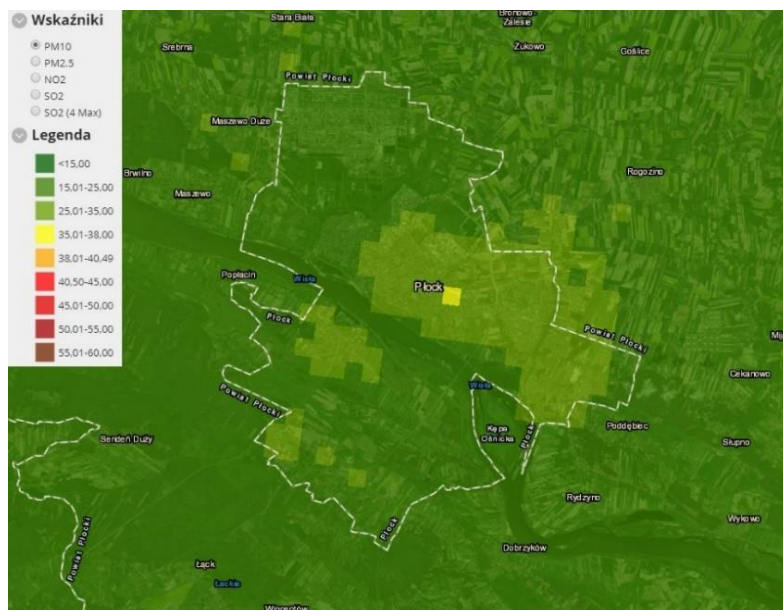 Wskaźniki
PM10
PM2.5
NO2
SO2
SO2 (4 Max)
Legenda
<15,00
15,01-25,00
25,01-35,00
35,01-38,00
38,01-40,49
40,50-45,00
45,01-50,00
50,01-55,00
55,01-60,00
Stara Biała
Bronowo-
Zalesie
Srebrna
Żukowo
Goślice
Powiat Płocki
Maszewo Duże
Brwilno
Rogozino
Maszewo
Popłacin
Wisła
Płock
Płock
Powiat Płocki
Cekanowo
Wisła
Powiat Płocki
Kępa
Ośnicka
Płock
Podolszyce
Sendeń Duży
Słupno
Rydzyno
Wykowo
Powiat Płocki
Płock
Dobrzyków
Łąck
Łąckie
Wincentów